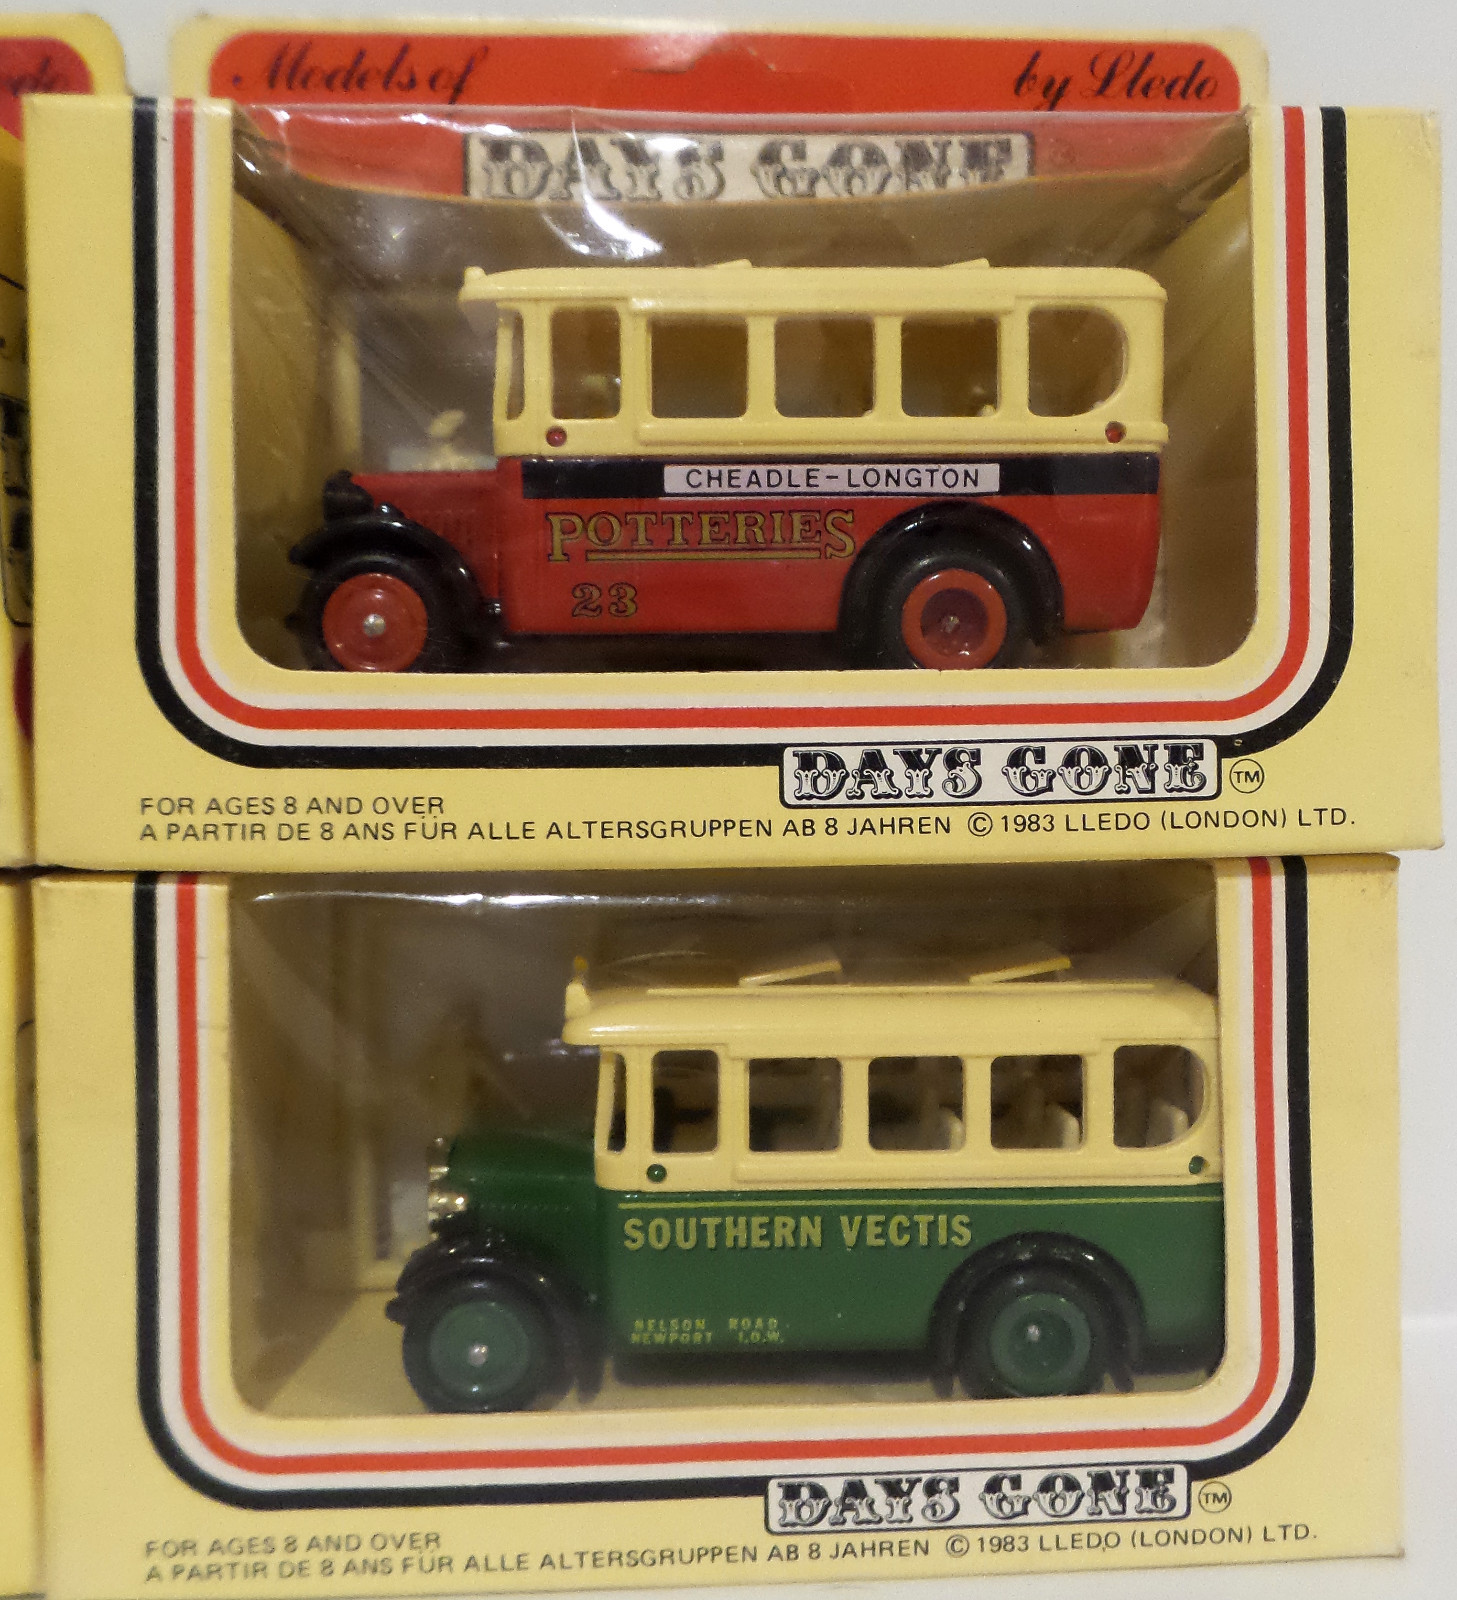 Models of by Lledo
DAYS GONE
CHEADLE-LONGTON
POTTERIES
23
DAYS GONE TM
FOR AGES 8 AND OVER
A PARTIR DE 8 ANS FÜR ALLE ALTERSGRUPPEN AB 8 JAHREN © 1983 LLEDO (LONDON) LTD.
SOUTHERN VECTIS
NELSON ROAD.
NEWPORT I.O.W.
DAYS GONE TM
FOR AGES 8 AND OVER
A PARTIR DE 8 ANS FÜR ALLE ALTERSGRUPPEN AB 8 JAHREN © 1983 LLEDO (LONDON) LTD.